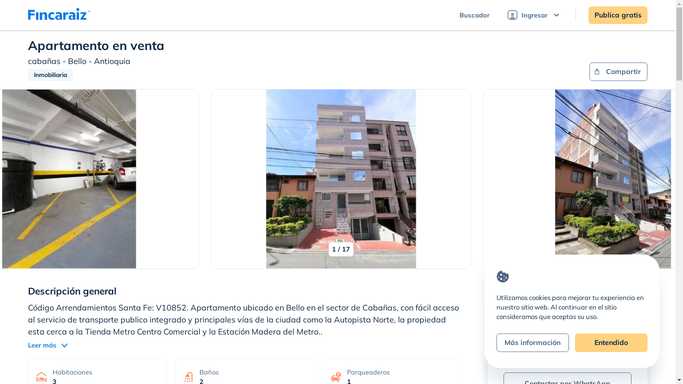 Fincaraiz
Buscador
Ingresar
Publica gratis
Apartamento en venta
cabañas - Bello - Antioquia
Inmobiliaria
Compartir
1 / 17
Descripción general
Código Arrendamientos Santa Fe: V10852. Apartamento ubicado en Bello en el sector de Cabañas, con fácil acceso
al servicio de transporte publico integrado y principales vías de la ciudad como la Autopista Norte, la propiedad
esta cerca a la Tienda Metro Centro Comercial y la Estación Madera del Metro..
Leer más
Habitaciones
3
Baños
2
Parqueaderos
1
Utilizamos cookies para mejorar tu experiencia en
nuestro sitio web. Al continuar en el sitio
consideramos que aceptas su uso.
Más información
Entendido
Contactar por WhatsApp